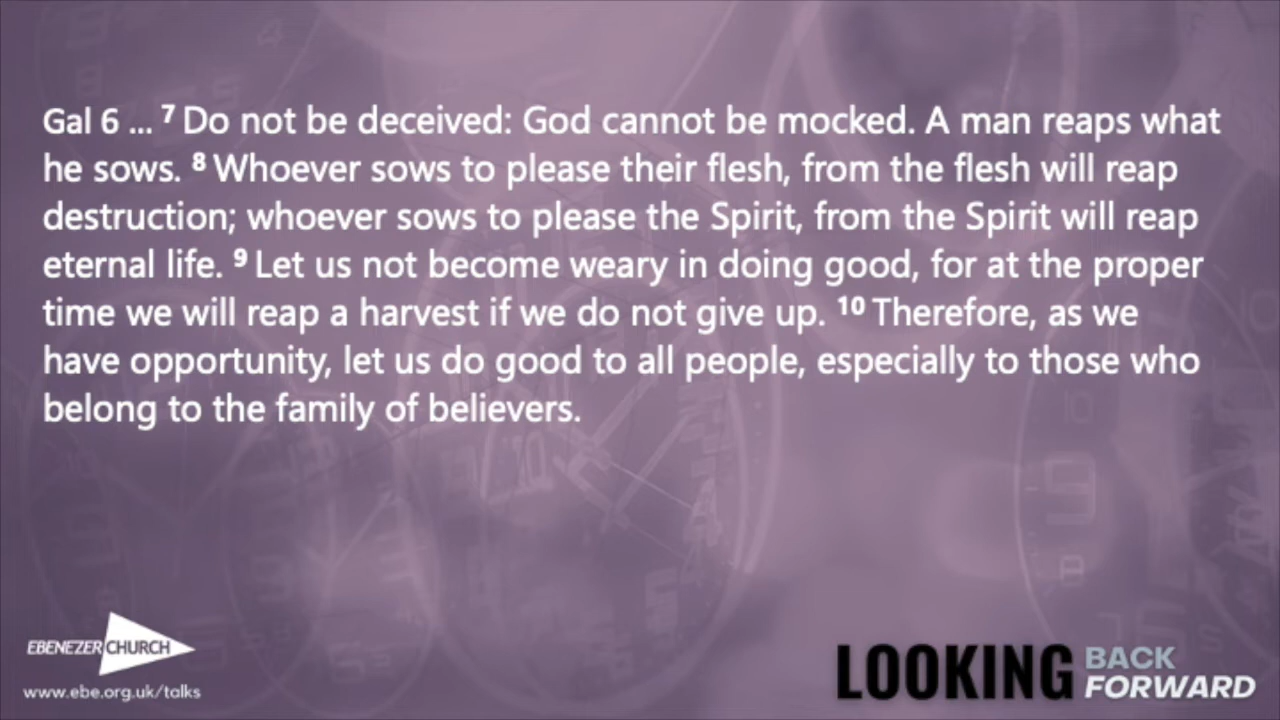 Gal 6 ... 7 Do not be deceived: God cannot be mocked. A man reaps what
he sows. 8 Whoever sows to please their flesh, from the flesh will reap
destruction; whoever sows to please the Spirit, from the Spirit will reap
eternal life. 9 Let us not become weary in doing good, for at the proper
time we will reap a harvest if we do not give up. 10 Therefore, as we
have opportunity, let us do good to all people, especially to those who
belong to the family of believers.
EBENEZER CHURCH
www.ebe.org.uk/talks
LOOKING BACK
FORWARD